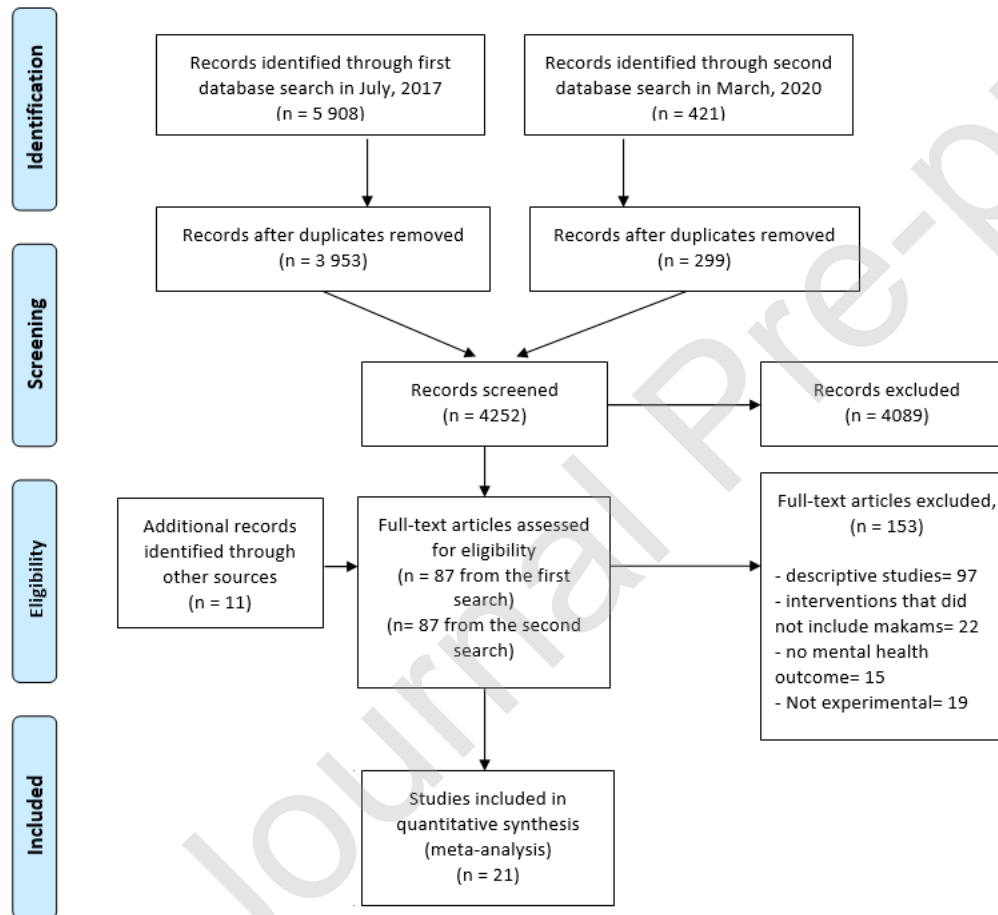 Identification
Records identified through first
database search in July, 2017
(n = 5 908)
Records identified through second
database search in March, 2020
(n = 421)
Records after duplicates removed
(n = 3 953)
Records after duplicates removed
(n = 299)
Screening
Records screened
(n = 4252)
Records excluded
(n = 4089)
Eligibility
Additional records
identified through
other sources
(n = 11)
Full-text articles assessed
for eligibility
(n = 87 from the first
search)
(n= 87 from the second
search)
Full-text articles excluded,
(n = 153)
- descriptive studies= 97
- interventions that did
not include makams= 22
- no mental health
outcome= 15
- Not experimental= 19
Included
Studies included in
quantitative synthesis
(meta-analysis)
(n = 21)
Journal Pre-p